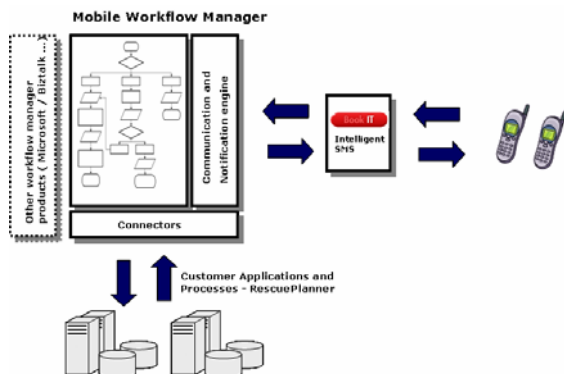 Mobile Workflow Manager
Other workflow manager
products ( Microsoft / Biztalk ...)
Communication and
Notification engine
Book IT
Intelligent
SMS
Connectors
Customer Applications and
Processes - RescuePlanner